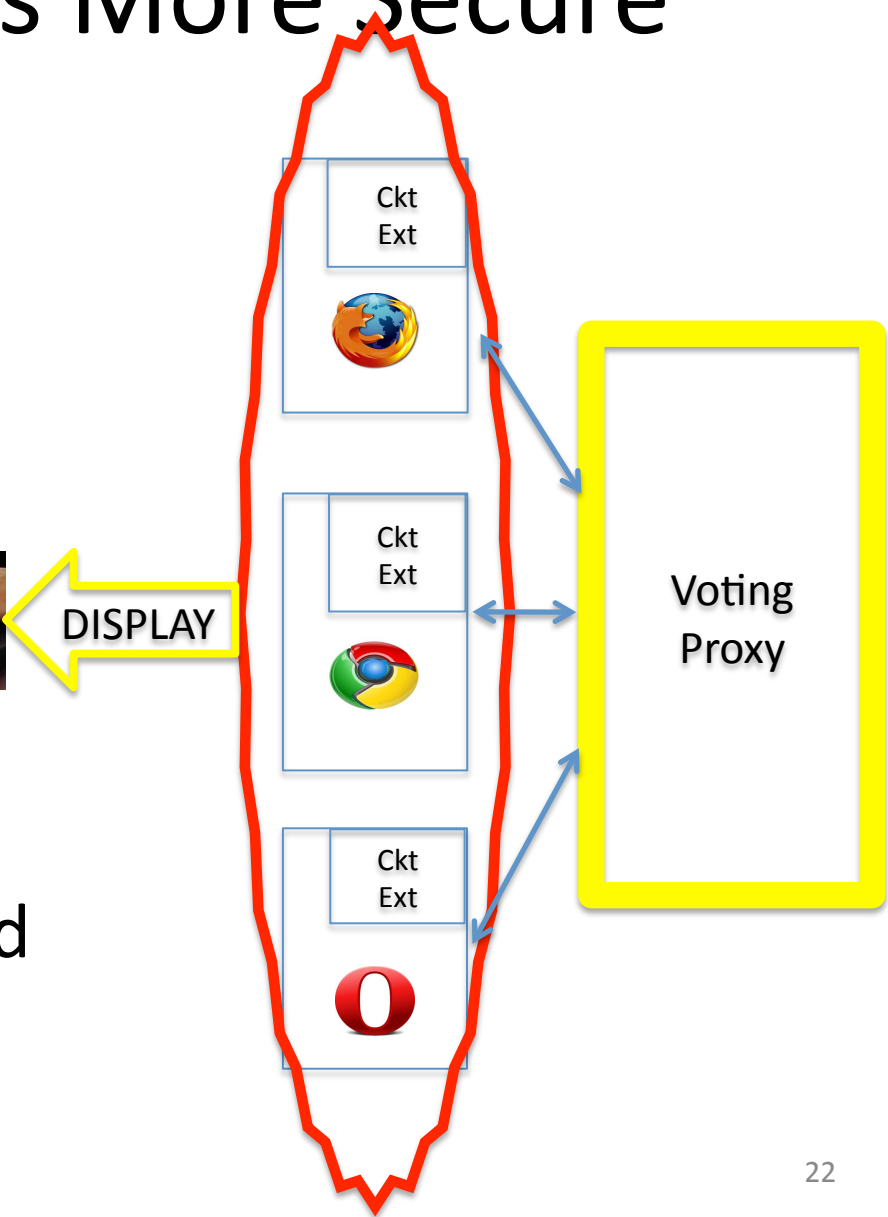 s More Secure
Ckt
Ext
Ckt
Ext
DISPLAY
Voting
Proxy
Ckt
Ext
d
22